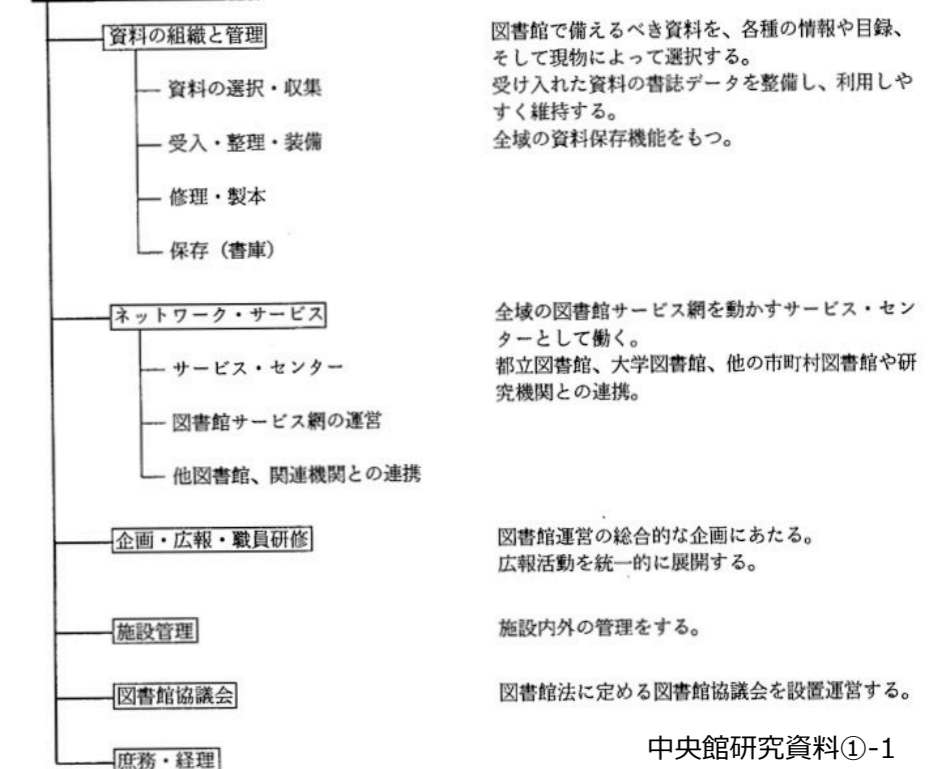 資料の組織と管理
図書館で備えるべき資料を、各種の情報や目録、
そして現物によって選択する。
資料の選択・収集
受け入れた資料の書誌データを整備し、利用しや
すく維持する。
受入・整理・装備
全域の資料保存機能をもつ。
修理・製本
保存（書庫）
ネットワーク・サービス
全域の図書館サービス網を動かすサービス・セン
ターとして働く。
サービス・センター
都立図書館、大学図書館、他の市町村図書館や研
究機関との連携。
図書館サービス網の運営
他図書館、関連機関との連携
企画・広報・職員研修
図書館運営の総合的な企画にあたる。
広報活動を統一的に展開する。
施設管理
施設内外の管理をする。
図書館協議会
図書館法に定める図書館協議会を設置運営する。
庶務・経理
中央館研究資料①-1